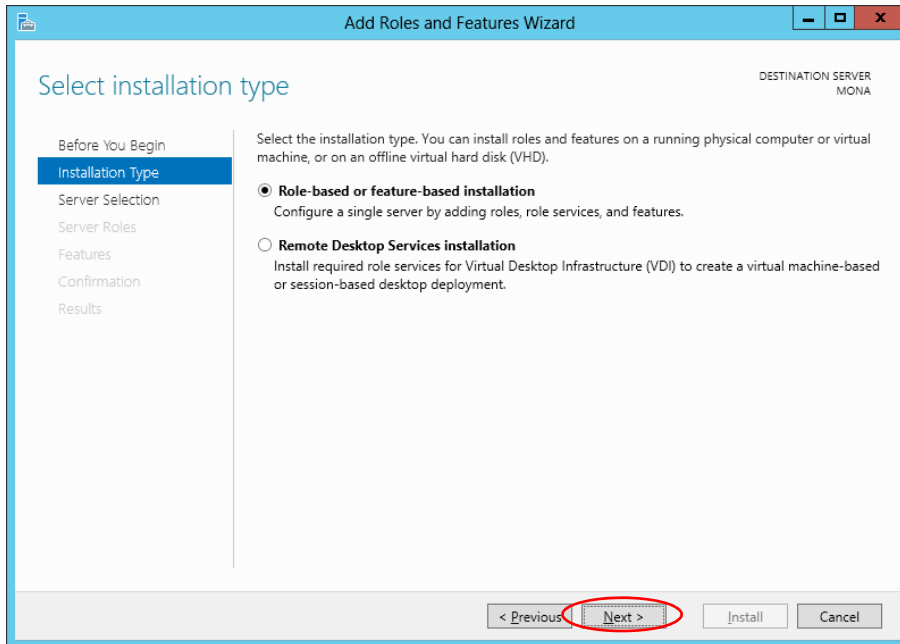 Add Roles and Features Wizard
x
Select installation type
DESTINATION SERVER
MONA
Before You Begin
Installation Type
Server Selection
Server Roles
Features
Confirmation
Results
Select the installation type. You can install roles and features on a running physical computer or virtual
machine, or on an offline virtual hard disk (VHD).
Role-based or feature-based installation
Configure a single server by adding roles, role services, and features.
Remote Desktop Services installation
Install required role services for Virtual Desktop Infrastructure (VDI) to create a virtual machine-based
or session-based desktop deployment.
< Previous
Next >
Install
Cancel